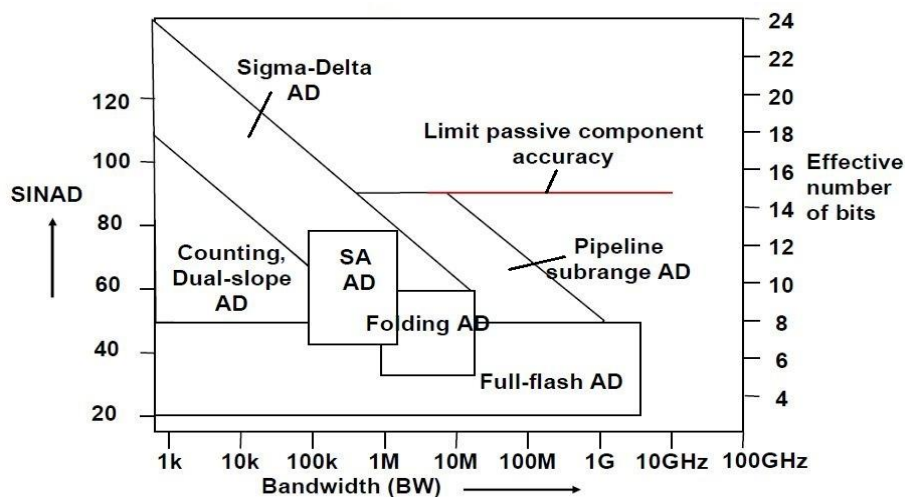 Sigma-Delta
AD
Limit passive component
accuracy
SINAD
120
100
80
60
40
20
Counting,
Dual-slope
AD
SA
AD
Folding AD
Pipeline
subrange AD
Full-flash AD
24
22
20
18
16
14
12
10
8
6
4
Effective
number
of bits
1k 10k 100k 1M 10M 100M 1G 10GHz 100GHz
Bandwidth (BW)